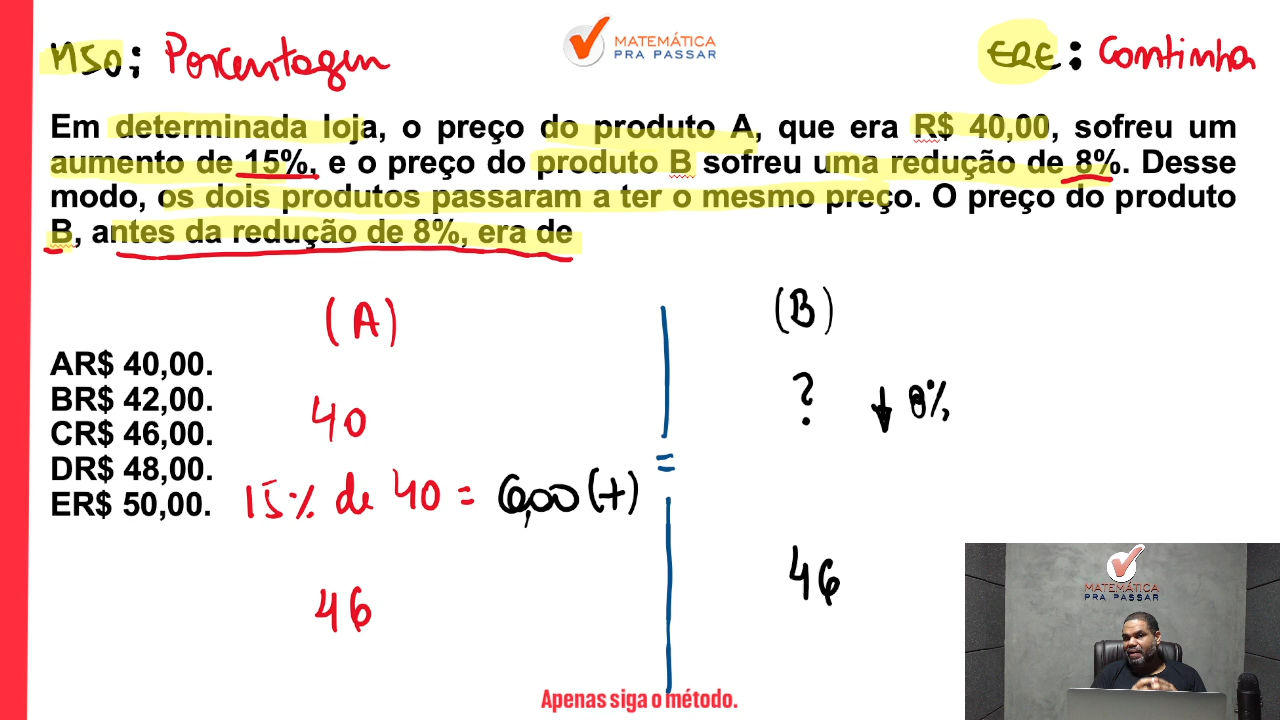 MSO: Porcentagem
MATEMÁTICA
PRA PASSAR
ERE: Continha
Em determinada loja, o preço do produto A, que era R$ 40,00, sofreu um
aumento de 15%, e o preço do produto B sofreu uma redução de 8%. Desse
modo, os dois produtos passaram a ter o mesmo preço. O preço do produto
B, antes da redução de 8%, era de
(A)
(B)
AR$ 40,00.
BR$ 42,00.
CR$ 46,00.
DR$ 48,00.
ER$ 50,00.
40
? ↓ 8%
=
15% de 40 = 6,00 (+)
46
46
MATEMÁTICA
PRA PASSAR
Apenas siga o método.